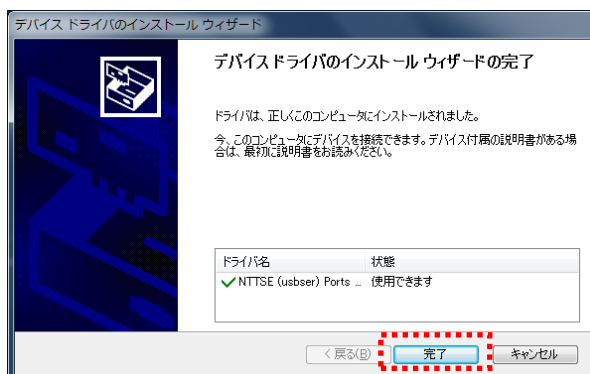 デバイス ドライバのインストール ウィザード
デバイス ドライバのインストール ウィザードの完了
ドライバは、正しくこのコンピュータにインストールされました。
今、このコンピュータにデバイスを接続できます。デバイス付属の説明書がある場
合は、最初に説明書をお読みください。
ドライバ名 状態
NTTSE (usbser) Ports ... 使用できます
< 戻る(B) 完了 キャンセル